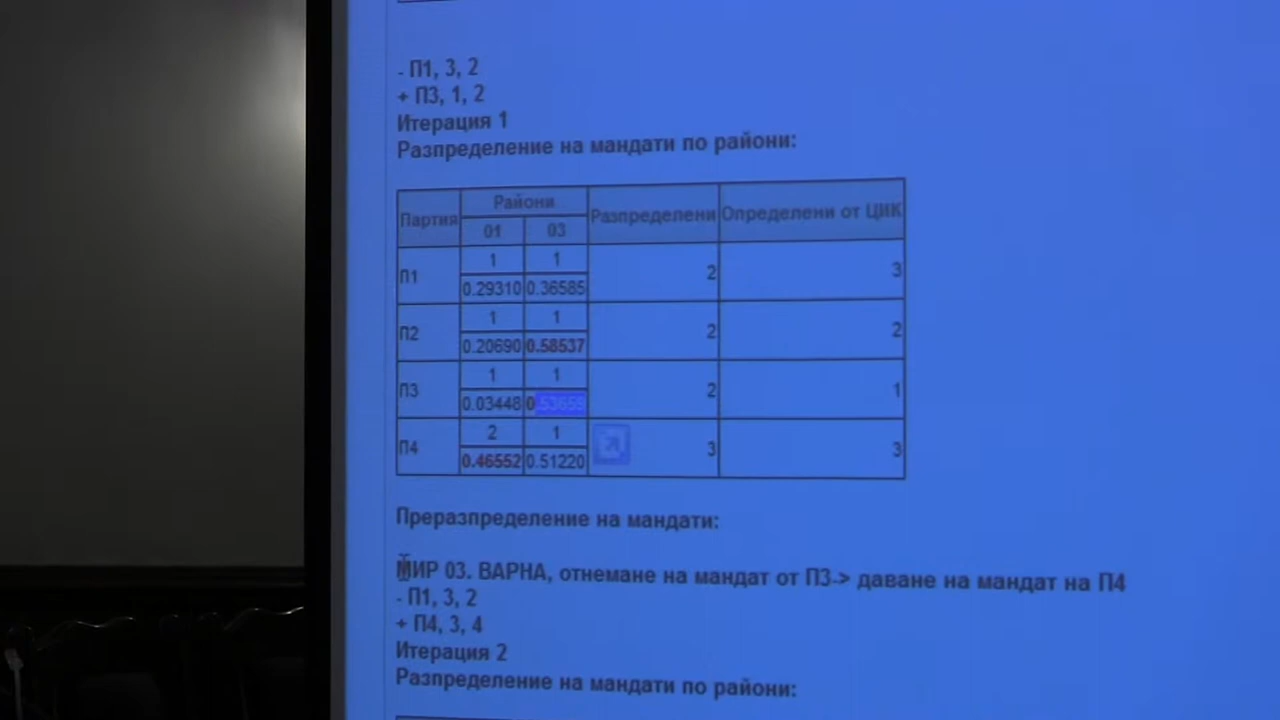 - П1, 3, 2
+ П3, 1, 2
Итерация 1
Разпределение на мандати по райони:
Партия Райони Разпределени Определени от ЦИК
01 03
П1 1 1 2 3
0.29310 0.36585
П2 1 1 2 2
0.20690 0.58537
П3 1 1 2 1
0.03448 0.53659
П4 2 1 3 3
0.46552 0.51220
Преразпределение на мандати:
МИР 03. ВАРНА, отнемане на мандат от П3-> даване на мандат на П4
- П1, 3, 2
+ П4, 3, 4
Итерация 2
Разпределение на мандати по райони: